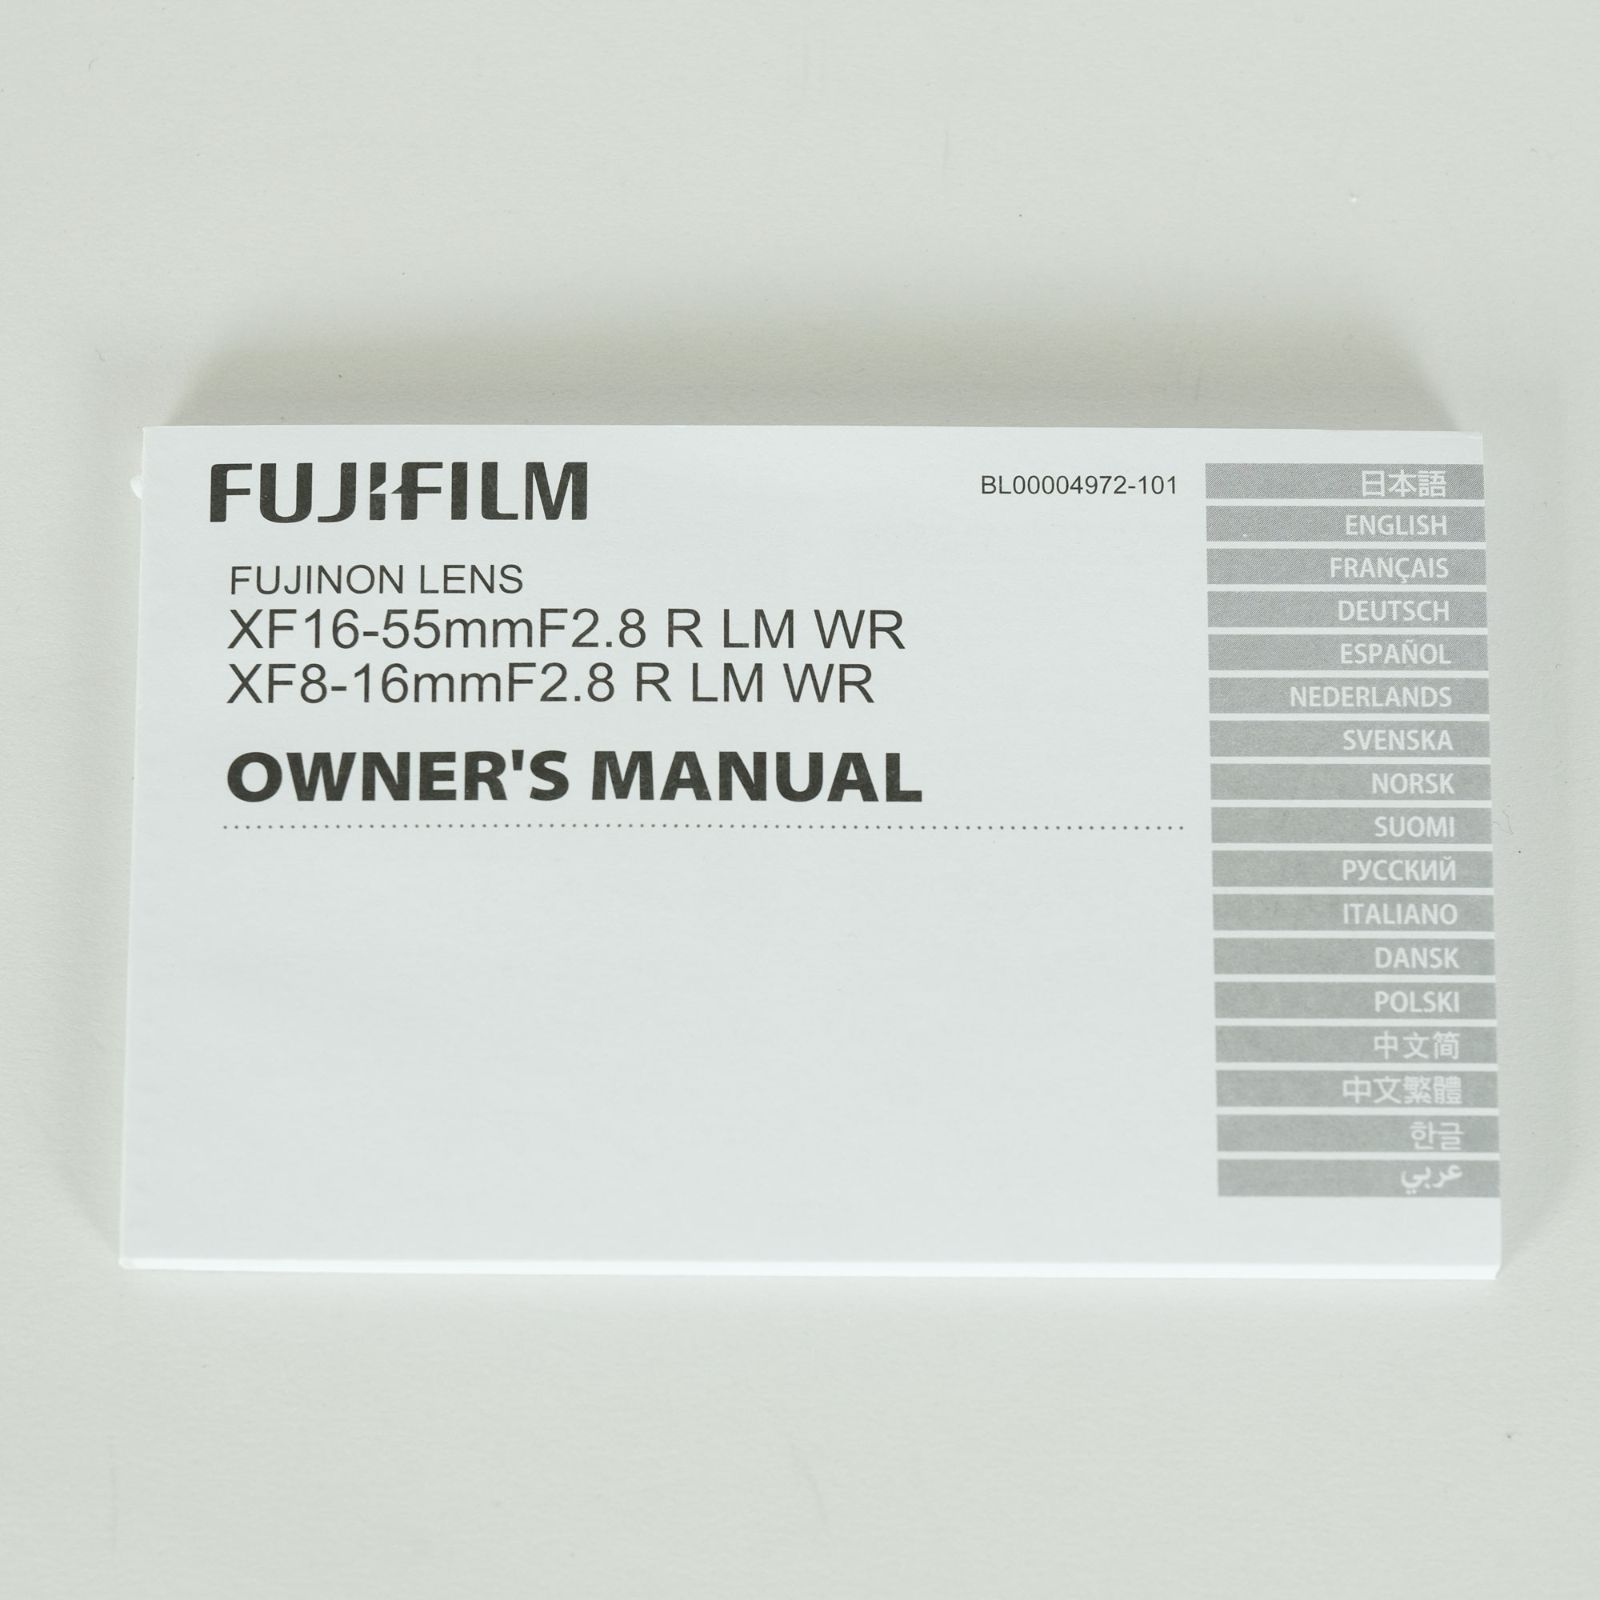 FUJIFILM
BL00004972-101
FUJINON LENS
XF16-55mmF2.8 R LM WR
XF8-16mmF2.8 R LM WR
OWNER'S MANUAL
日本語
ENGLISH
FRANÇAIS
DEUTSCH
ESPAÑOL
NEDERLANDS
SVENSKA
NORSK
SUOMI
РУССКИЙ
ITALIANO
DANSK
POLSKI
中文简
中文繁體
한글
عربي